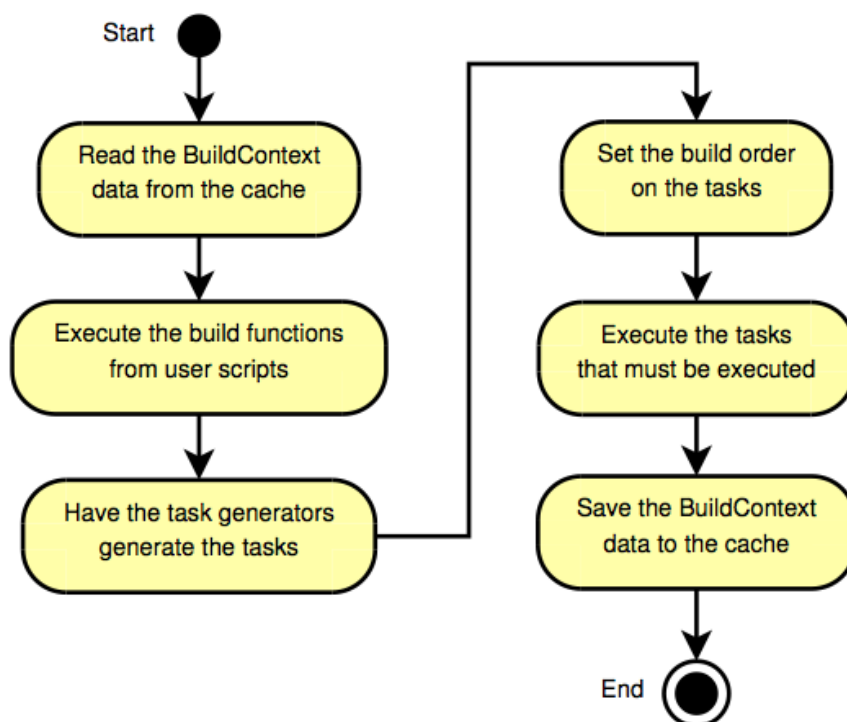 Start
Read the BuildContext
data from the cache
Execute the build functions
from user scripts
Have the task generators
generate the tasks
Set the build order
on the tasks
Execute the tasks
that must be executed
Save the BuildContext
data to the cache
End